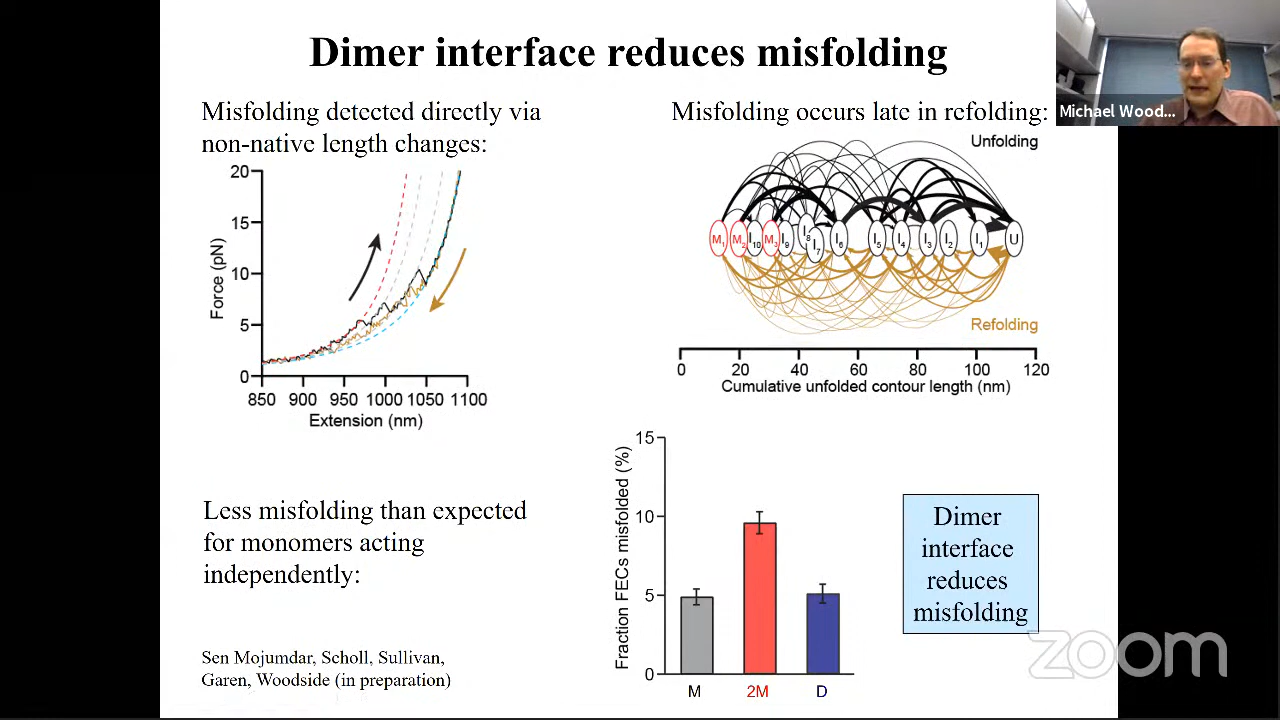 Dimer interface reduces misfolding
Michael Wood...
Misfolding detected directly via
non-native length changes:
20
15
10
5
0
Force (pN)
850 900 950 1000 1050 1100
Extension (nm)
Misfolding occurs late in refolding:
Unfolding
M1 M2 I10 M3 I9 I8 I7 I6 I5 I4 I3 I2 I1 U
Refolding
0 20 40 60 80 100 120
Cumulative unfolded contour length (nm)
Less misfolding than expected
for monomers acting
independently:
15
10
5
0
Fraction FECs misfolded (%)
M 2M D
Dimer
interface
reduces
misfolding
Sen Mojumdar, Scholl, Sullivan,
Garen, Woodside (in preparation)
zoom